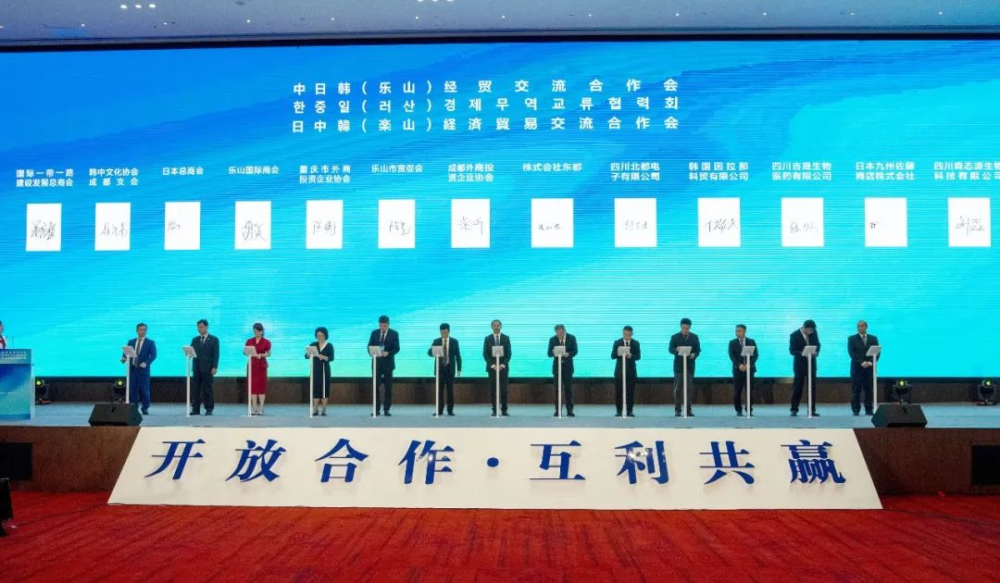 中日韩（乐山）经贸交流合作会
한중일(러산)경제무역교류협력회
日中韓(楽山)経済貿易交流合作会
国际一带一路
建设发展总商会
韩中文化协会
成都支会
日本总商会
乐山国际商会
重庆市外商
投资企业协会
乐山市贸促会
成都外商投
资企业协会
株式会社东都
四川北都电
子有限公司
韩国因拉那
科贸有限公司
四川吉晟生物
医药有限公司
日本九州佐藤
商店株式会社
四川森志源生物
科技有限公司
开放合作·互利共赢